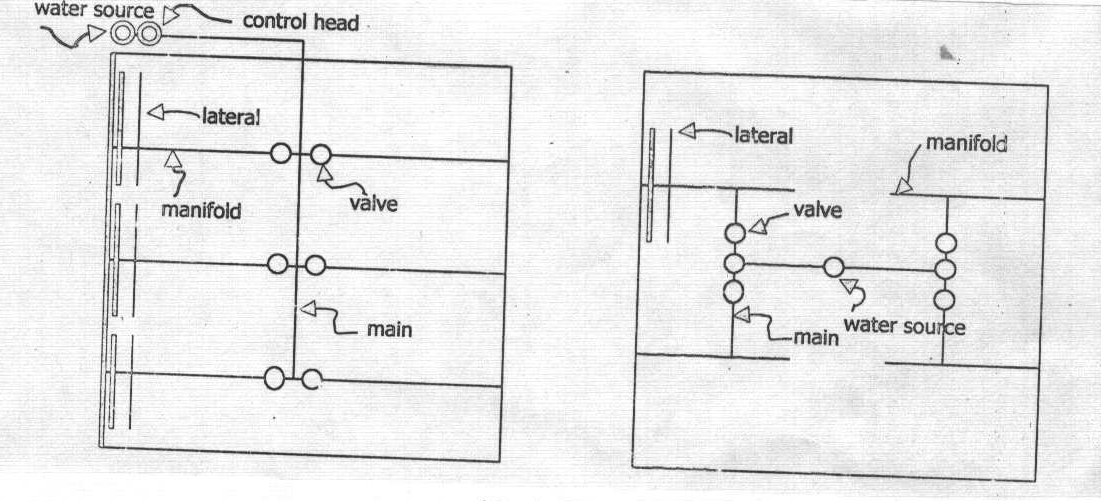 water source
control head
lateral
manifold
valve
main
lateral
manifold
valve
water source
main